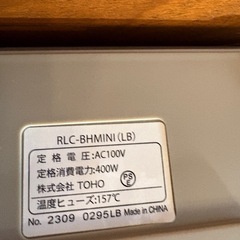 RLC-BHMINI(LB)
定格電圧:AC100V
定格消費電力:400W
株式会社 TOHO
PSE
温度ヒューズ:157℃
No. 2309 0295LB Made in CHINA